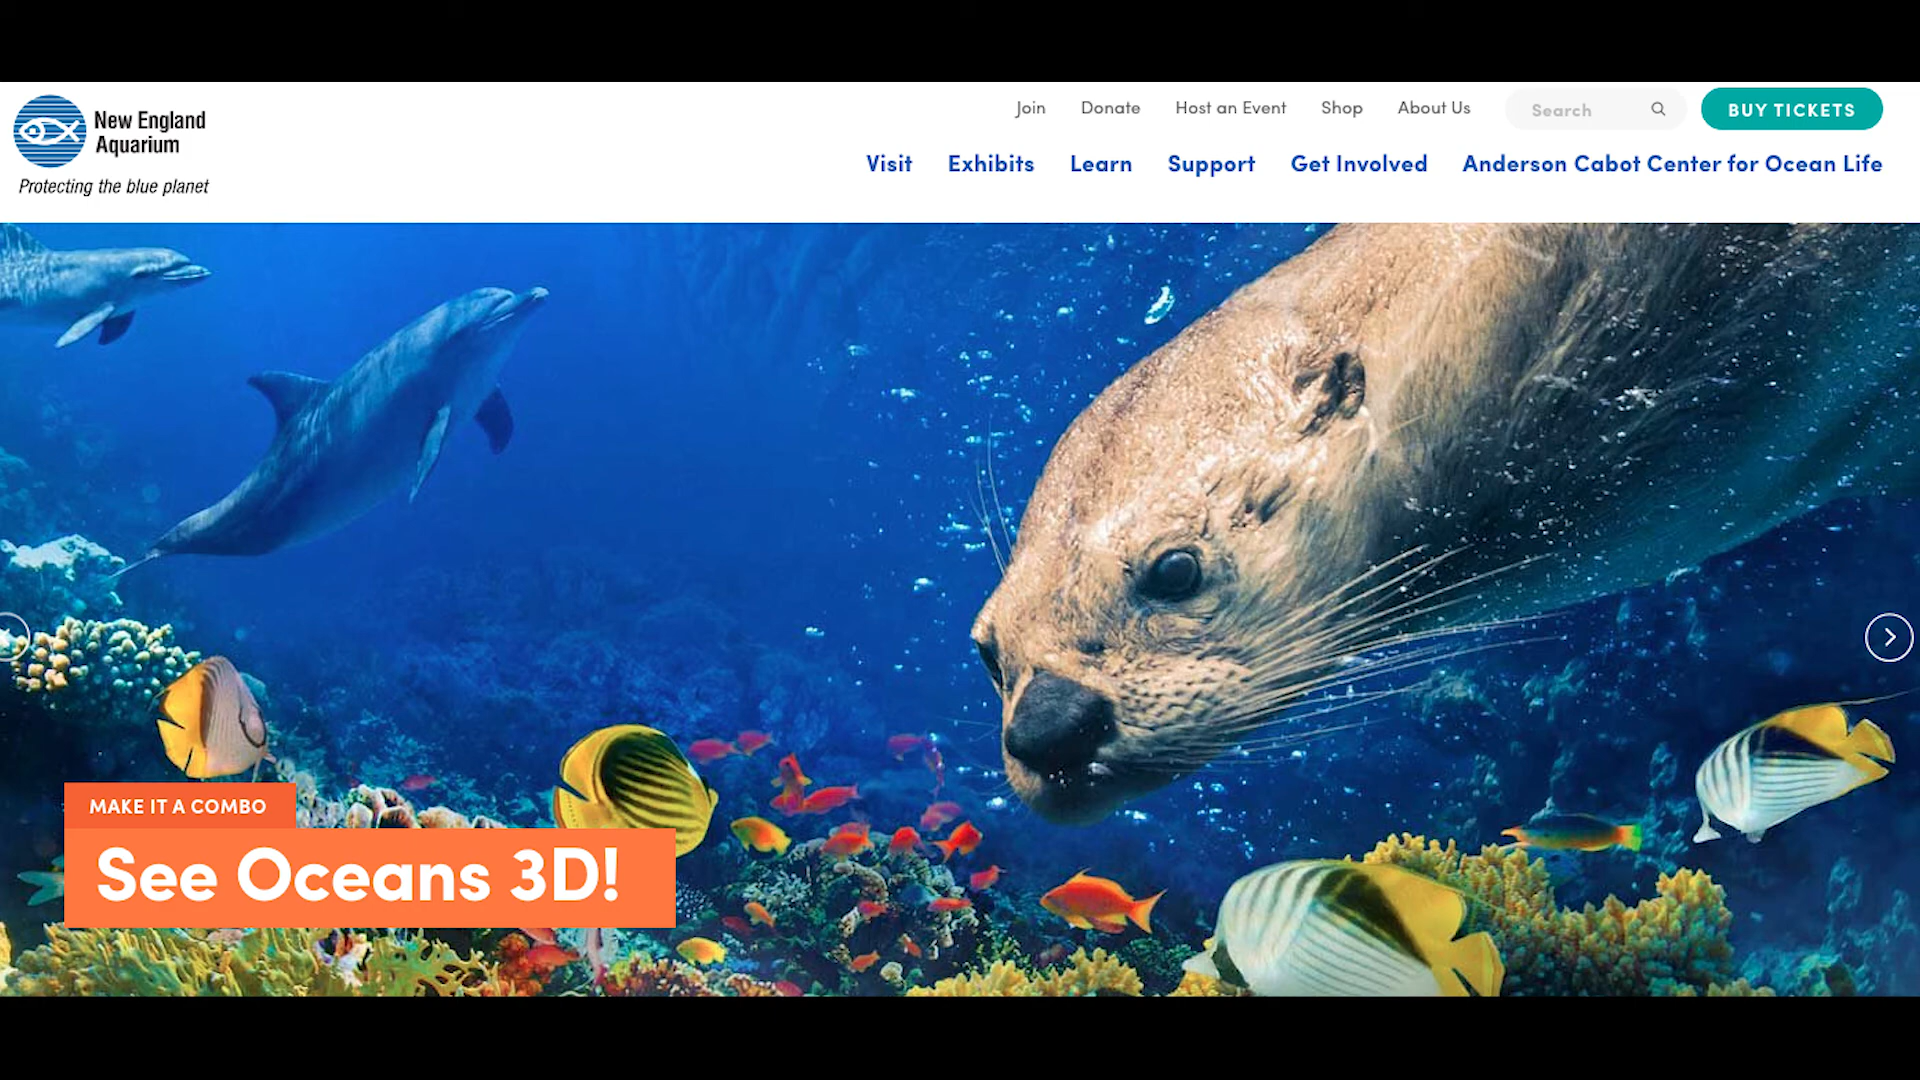 New England
Aquarium
Protecting the blue planet
Join Donate Host an Event Shop About Us Search BUY TICKETS
Visit Exhibits Learn Support Get Involved Anderson Cabot Center for Ocean Life
MAKE IT A COMBO
See Oceans 3D!